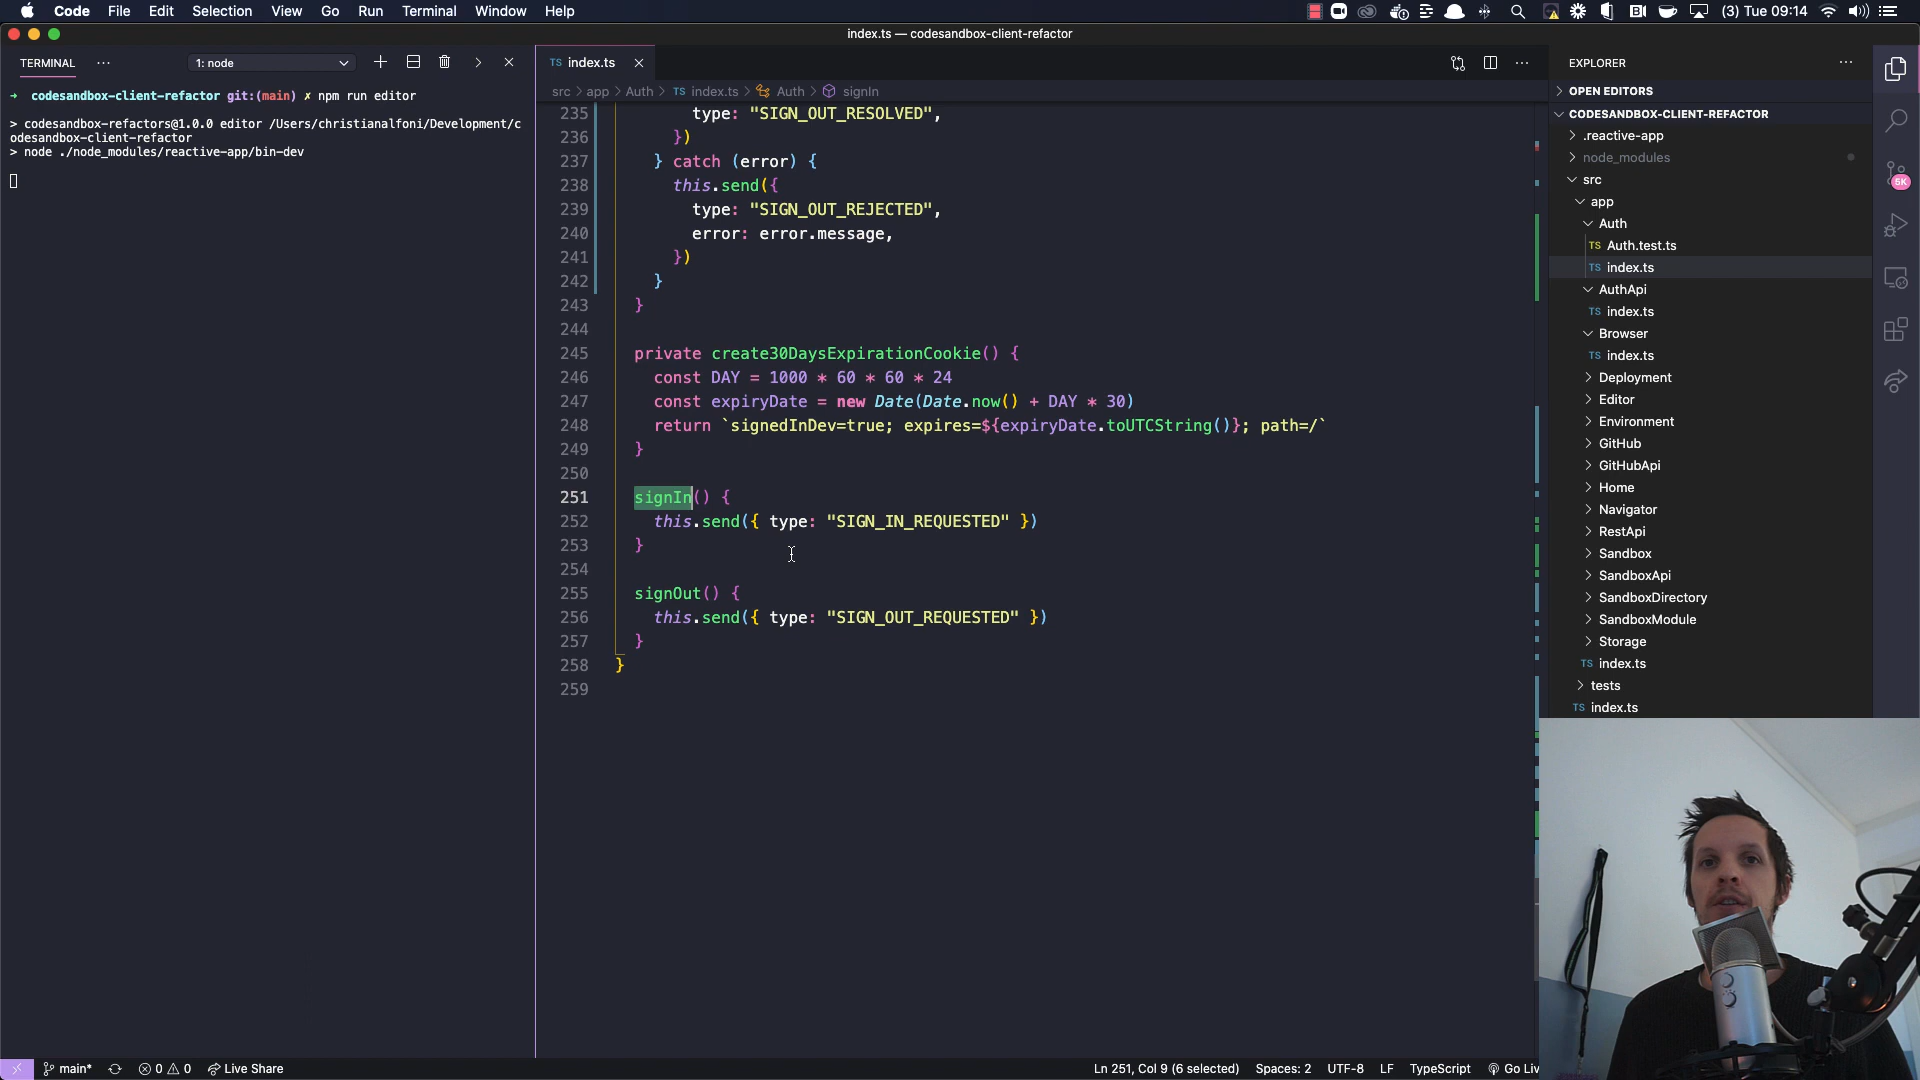 Code File Edit Selection View Go Run Terminal Window Help (3) Tue 09:14
index.ts — codesandbox-client-refactor
TERMINAL ··· 1: node
→ codesandbox-client-refactor git:(main) ✗ npm run editor
> codesandbox-refactors@1.0.0 editor /Users/christianalfoni/Development/c
odesandbox-client-refactor
> node ./node_modules/reactive-app/bin-dev
TS index.ts
src > app > Auth > TS index.ts > Auth > signIn
235 type: "SIGN_OUT_RESOLVED",
236 })
237 } catch (error) {
238 this.send({
239 type: "SIGN_OUT_REJECTED",
240 error: error.message,
241 })
242 }
243 }
244
245 private create30DaysExpirationCookie() {
246 const DAY = 1000 * 60 * 60 * 24
247 const expiryDate = new Date(Date.now() + DAY * 30)
248 return `signedInDev=true; expires=${expiryDate.toUTCString()}; path=/`
249 }
250
251 signIn() {
252 this.send({ type: "SIGN_IN_REQUESTED" })
253 }
254
255 signOut() {
256 this.send({ type: "SIGN_OUT_REQUESTED" })
257 }
258 }
259
EXPLORER
OPEN EDITORS
CODESANDBOX-CLIENT-REFACTOR
.reactive-app
node_modules
src
app
Auth
TS Auth.test.ts
TS index.ts
AuthApi
TS index.ts
Browser
TS index.ts
Deployment
Editor
Environment
GitHub
GitHubApi
Home
Navigator
RestApi
Sandbox
SandboxApi
SandboxDirectory
SandboxModule
Storage
TS index.ts
tests
TS index.ts
5K
main* 0 0 Live Share
Ln 251, Col 9 (6 selected) Spaces: 2 UTF-8 LF TypeScript Go Liv